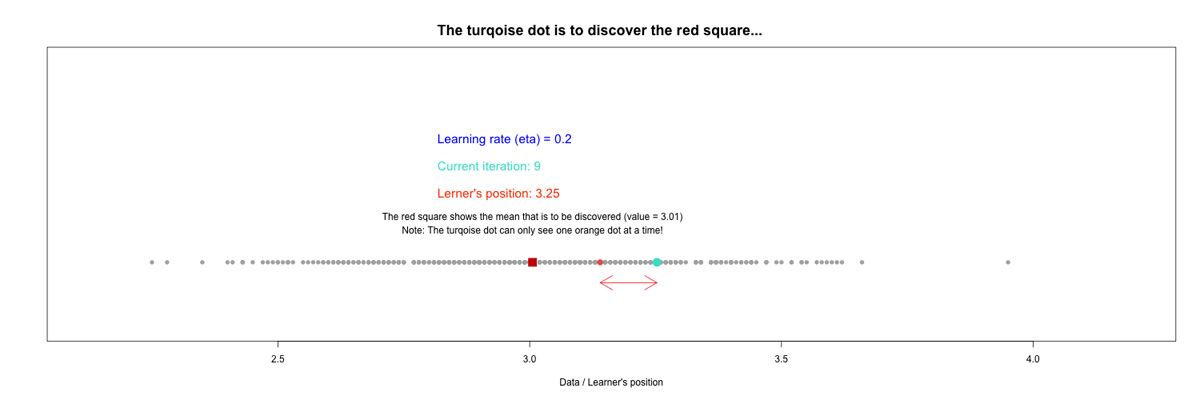 The turqoise dot is to discover the red square...
Learning rate (eta) = 0.2
Current iteration: 9
Lerner's position: 3.25
The red square shows the mean that is to be discovered (value = 3.01)
Note: The turqoise dot can only see one orange dot at a time!
2.5 3.0 3.5 4.0
Data / Learner's position